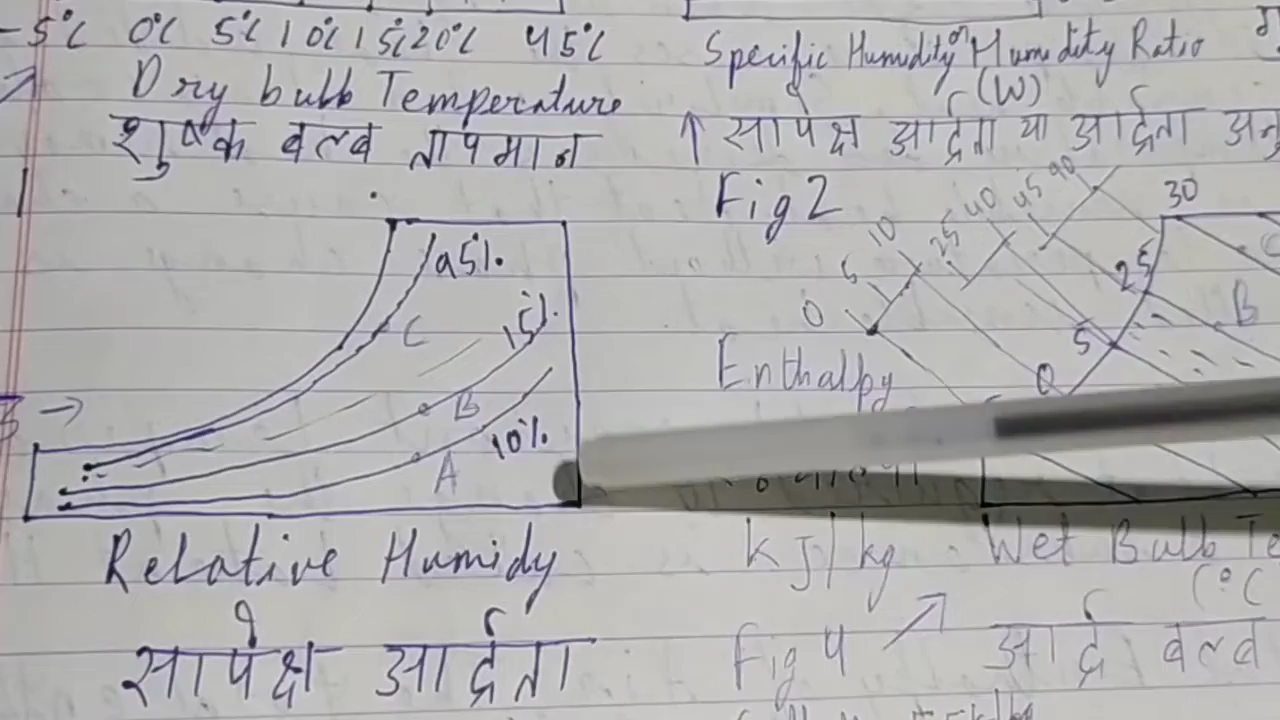 -5°C 0°C 5°C 10°C 15°C 20°C 45°C
Dry bulb Temperature
शुष्क बल्ब तापमान
Specific Humidity or Humidity Ratio
(W)
↑ सापेक्ष आर्द्रता या आर्द्रता
Fig 2
95%
C
15%
B
10%
A
Relative Humidy
सापेक्ष आर्द्रता
0 5 10 25 40 45 90
30
25
5
0
C
B
Enthalpy
KJ/kg
Wet Bulb Te
(°C
Fig 4
आर्द्र बल्ब